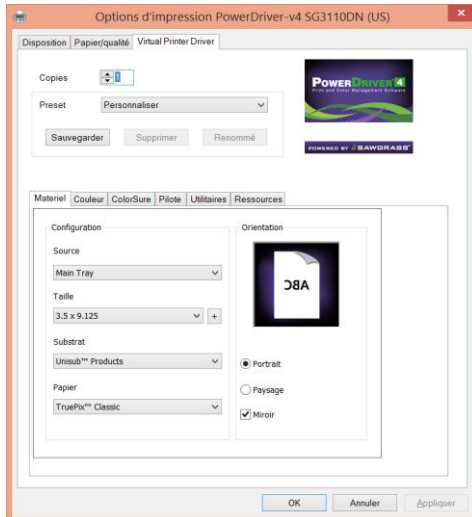 Options d'impression PowerDriver-v4 SG3110DN (US)
Disposition Papier/qualité Virtual Printer Driver
Copies 1
POWERDRIVER 4
Print and Color Management Software
Preset Personnaliser
Sauvegarder Supprimer Renommé
POWERED BY SAWGRASS
Materiel Couleur ColorSure Pilote Utilitaires Ressources
Configuration
Orientation
Source
Main Tray
ABC
Taille
3.5 x 9.125 +
Substrat
Unisub™ Products
Portrait
Paysage
Papier
TruePix™ Classic
Miroir
OK Annuler Appliquer